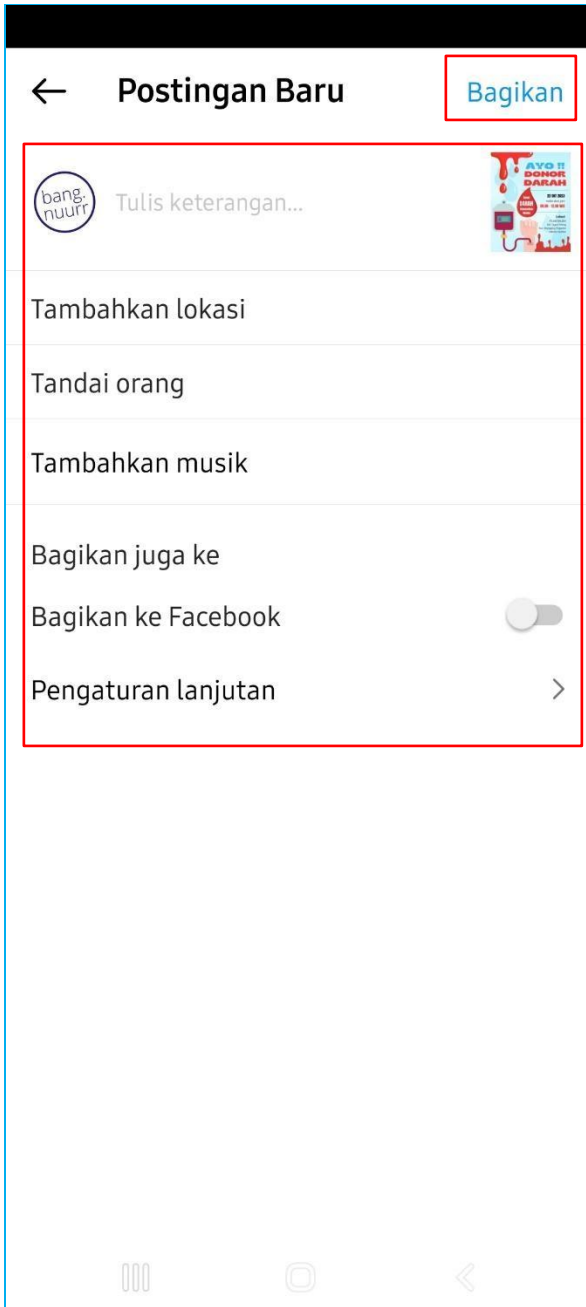 Postingan Baru
Bagikan
bang.
nuurr
Tulis keterangan...
AYO !!
DONOR
DARAH
Tambahkan lokasi
Tandai orang
Tambahkan musik
Bagikan juga ke
Bagikan ke Facebook
Pengaturan lanjutan